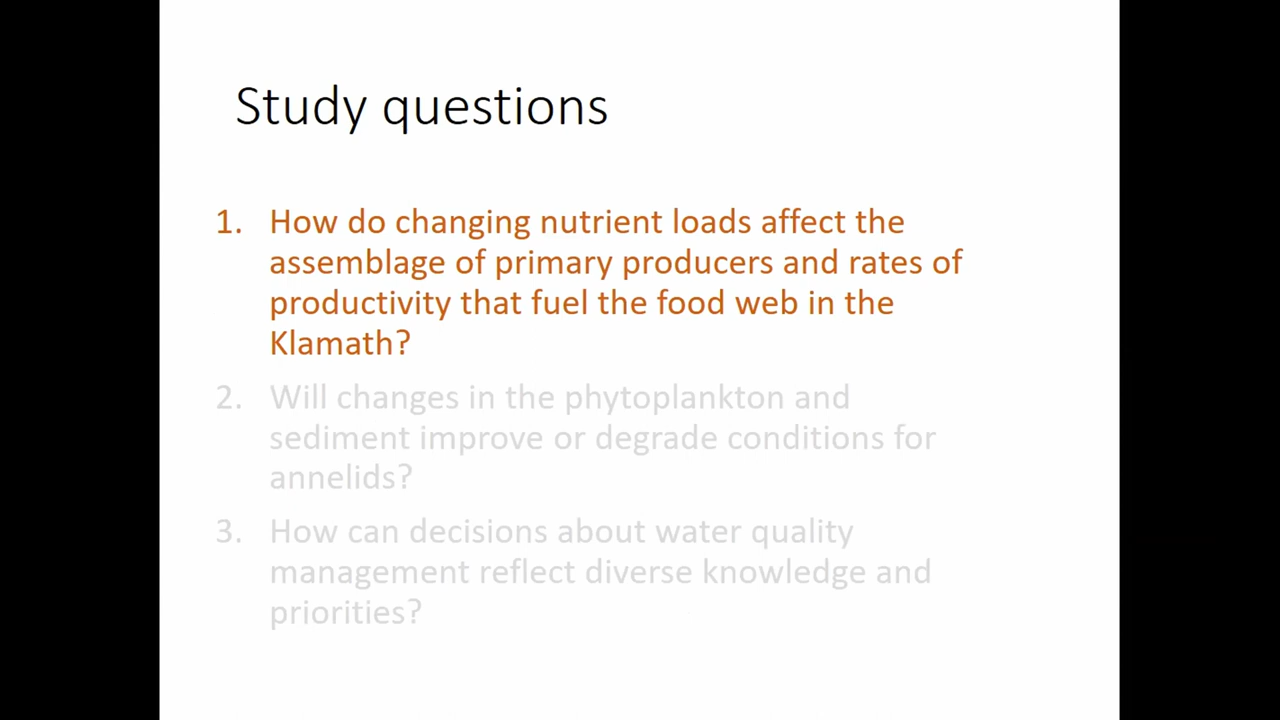 Study questions
1. How do changing nutrient loads affect the
assemblage of primary producers and rates of
productivity that fuel the food web in the
Klamath?
2. Will changes in the phytoplankton and
sediment improve or degrade conditions for
annelids?
3. How can decisions about water quality
management reflect diverse knowledge and
priorities?